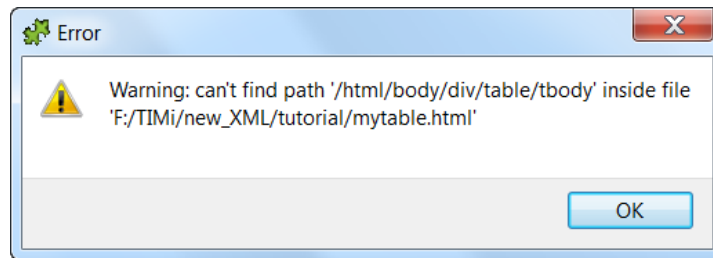 Error
Warning: can't find path '/html/body/div/table/tbody' inside file
'F:/TIMi/new_XML/tutorial/mytable.html'
OK